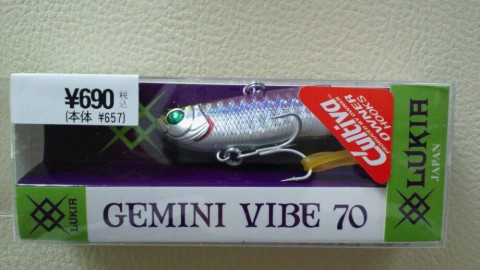 ¥690 税込
(本体 ¥657)
Cultiva
OWNER
HOOKS
LUKIA
JAPAN
LUKIA
GEMINI VIBE 70